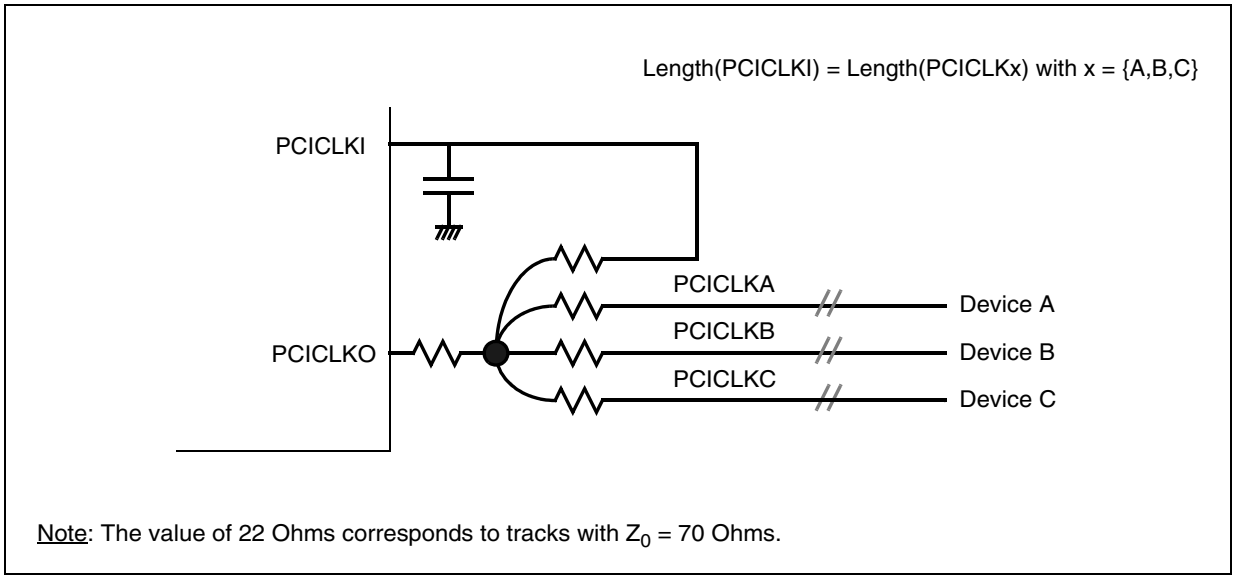 Length(PCICLKI) = Length(PCICLKx) with x = {A,B,C}
PCICLKI
PCICLKA
Device A
PCICLKB
PCICLKO
Device B
PCICLKC
Device C
Note: The value of 22 Ohms corresponds to tracks with Z0 = 70 Ohms.